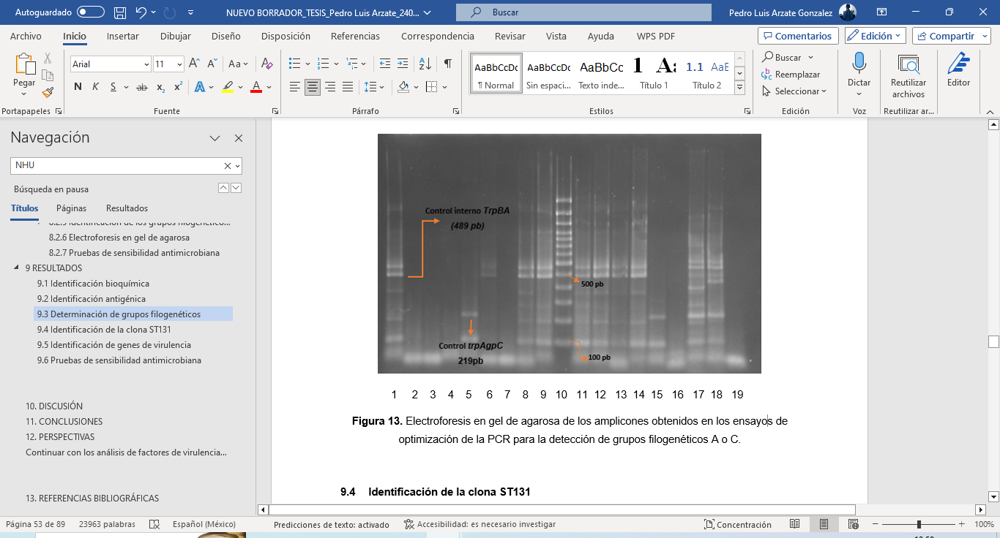 Autoguardado
NUEVO BORRADOR_TESIS_Pedro Luis Arzate_240...
Buscar
Pedro Luis Arzate Gonzalez
Archivo Inicio Insertar Dibujar Diseño Disposición Referencias Correspondencia Revisar Vista Ayuda WPS PDF
Comentarios Edición Compartir
Pegar
Portapapeles
Arial 11
Aa
N K S ab x₂ x²
Fuente
Párrafo
AaBbCcDc AaBbCcDc AaBbCc 1 A: 1.1 AaE
¶ Normal Sin espaci... Texto inde... Título 1 Título 2
Estilos
Buscar
Reemplazar
Seleccionar
Edición
Dictar
Voz
Reutilizar
archivos
Reutilizar ar...
Editor
Navegación
NHU
Búsqueda en pausa
Títulos Páginas Resultados
8.2.5 Identificación de los grupos filogenético...
8.2.6 Electroforesis en gel de agarosa
8.2.7 Pruebas de sensibilidad antimicrobiana
9 RESULTADOS
9.1 Identificación bioquímica
9.2 Identificación antigénica
9.3 Determinación de grupos filogenéticos
9.4 Identificación de la clona ST131
9.5 Identificación de genes de virulencia
9.6 Pruebas de sensibilidad antimicrobiana
10. DISCUSIÓN
11. CONCLUSIONES
12. PERSPECTIVAS
Continuar con los análisis de factores de virulencia...
13. REFERENCIAS BIBLIOGRÁFICAS
Control interno TrpBA
(489 pb)
500 pb
Control trpAgpC
219pb
100 pb
1 2 3 4 5 6 7 8 9 10 11 12 13 14 15 16 17 18 19
Figura 13. Electroforesis en gel de agarosa de los amplicones obtenidos en los ensayos de
optimización de la PCR para la detección de grupos filogenéticos A o C.
9.4 Identificación de la clona ST131
Página 53 de 89 23963 palabras Español (México) Predicciones de texto: activado Accesibilidad: es necesario investigar Concentración 100%